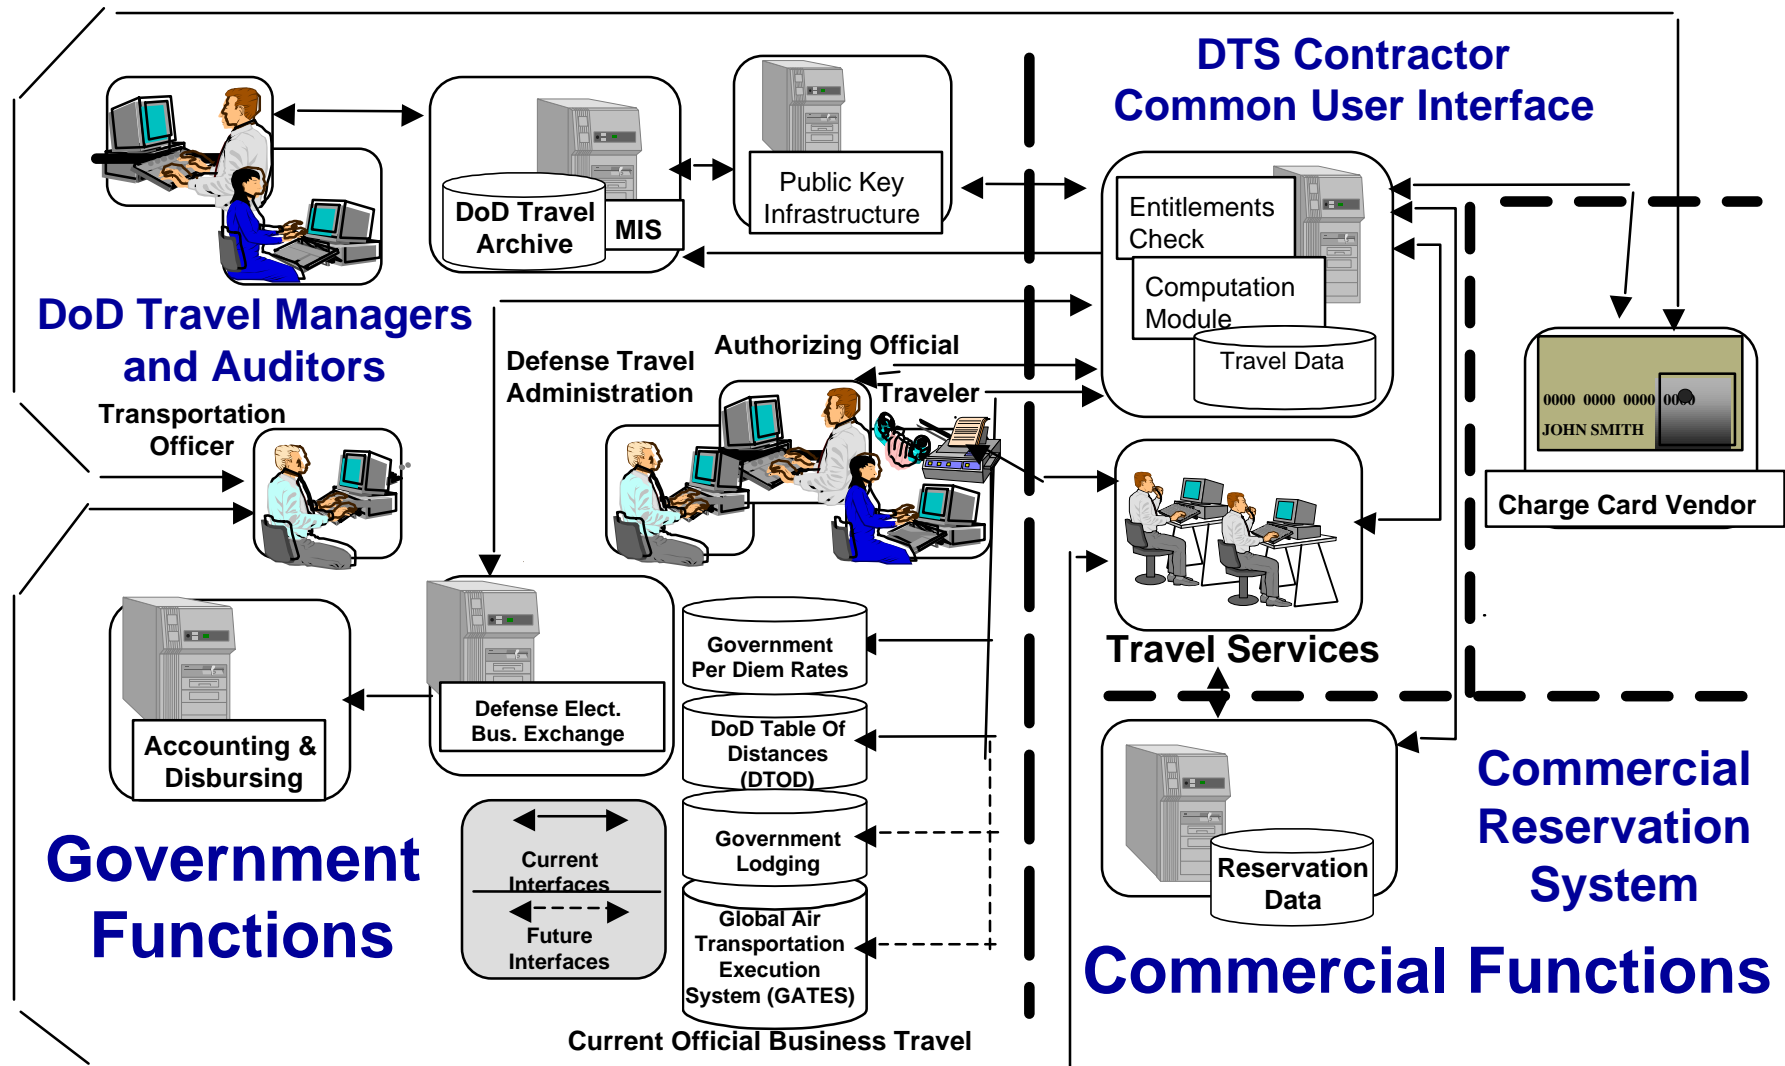 DTS Contractor
Common User Interface
Public Key
Infrastructure
DoD Travel
Archive
MIS
Entitlements
Check
Computation
Module
Travel Data
DoD Travel Managers
and Auditors
Transportation
Officer
Defense Travel
Administration
Authorizing Official
Traveler
0000 0000 0000 0000
JOHN SMITH
Charge Card Vendor
Travel Services
Accounting &
Disbursing
Defense Elect.
Bus. Exchange
Government
Per Diem Rates
DoD Table Of
Distances
(DTOD)
Government
Lodging
Global Air
Transportation
Execution
System (GATES)
Current
Interfaces
Future
Interfaces
Government
Functions
Current Official Business Travel
Reservation
Data
Commercial
Reservation
System
Commercial Functions